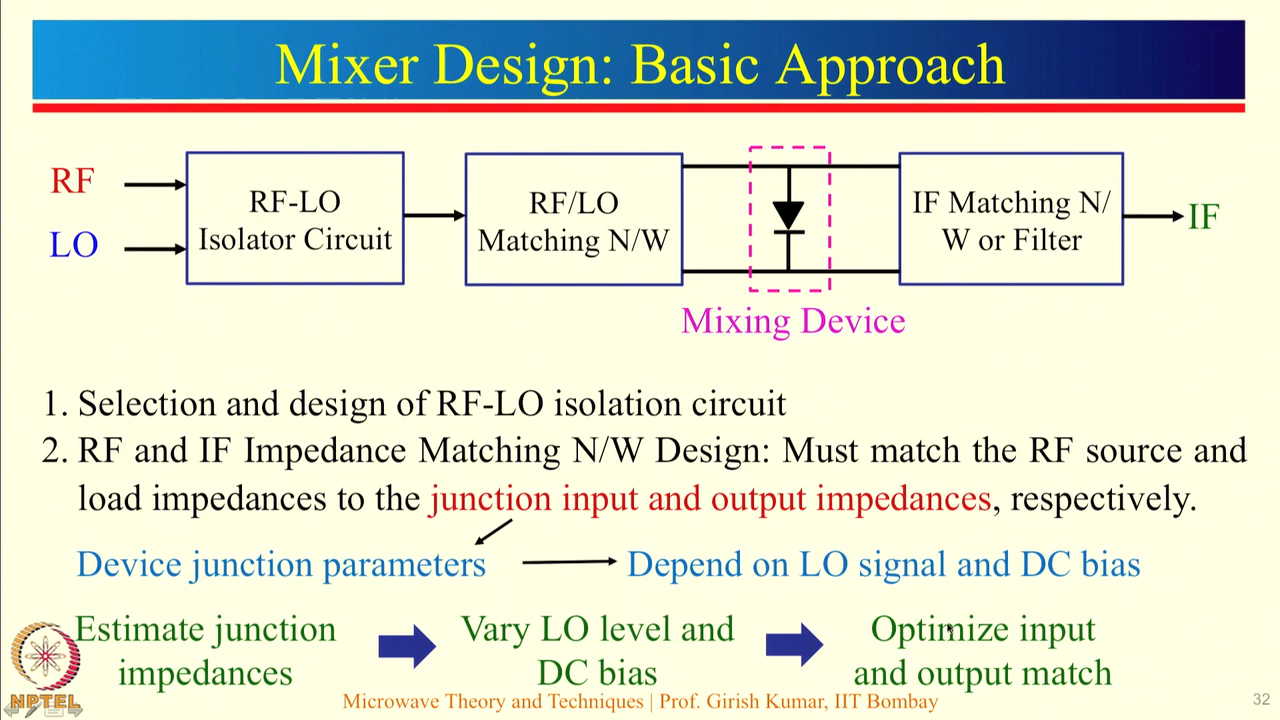 Mixer Design: Basic Approach
RF
LO
RF-LO
Isolator Circuit
RF/LO
Matching N/W
IF Matching N/
W or Filter
IF
Mixing Device
1. Selection and design of RF-LO isolation circuit
2. RF and IF Impedance Matching N/W Design: Must match the RF source and
load impedances to the junction input and output impedances, respectively.
Device junction parameters
Depend on LO signal and DC bias
Estimate junction
impedances
Vary LO level and
DC bias
Optimize input
and output match
NPTEL
Microwave Theory and Techniques | Prof. Girish Kumar, IIT Bombay
32